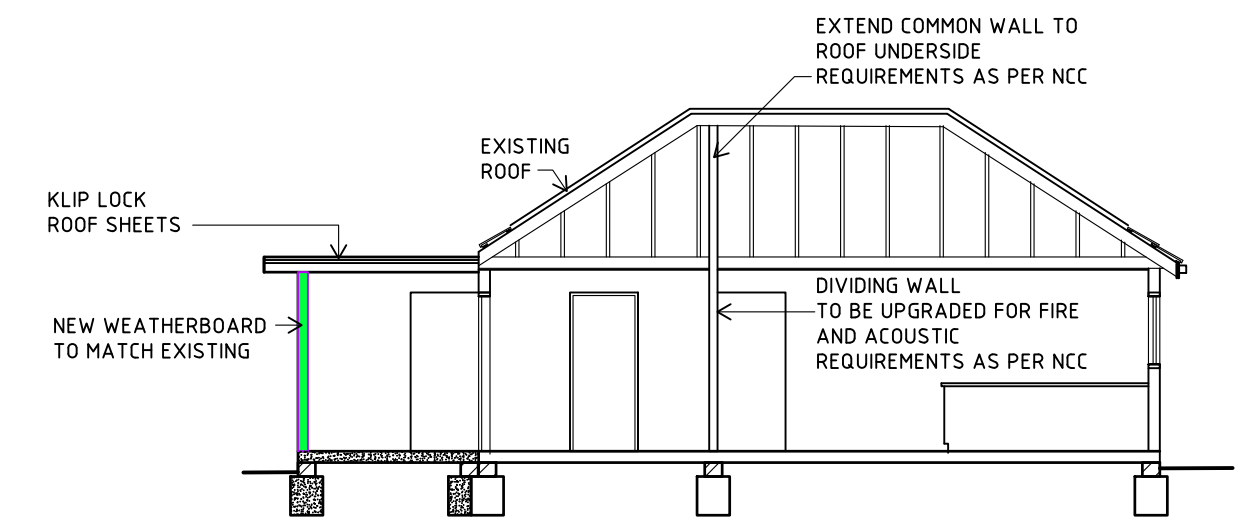 EXTEND COMMON WALL TO
ROOF UNDERSIDE
REQUIREMENTS AS PER NCC
EXISTING
ROOF
KLIP LOCK
ROOF SHEETS
DIVIDING WALL
TO BE UPGRADED FOR FIRE
AND ACOUSTIC
REQUIREMENTS AS PER NCC
NEW WEATHERBOARD
TO MATCH EXISTING